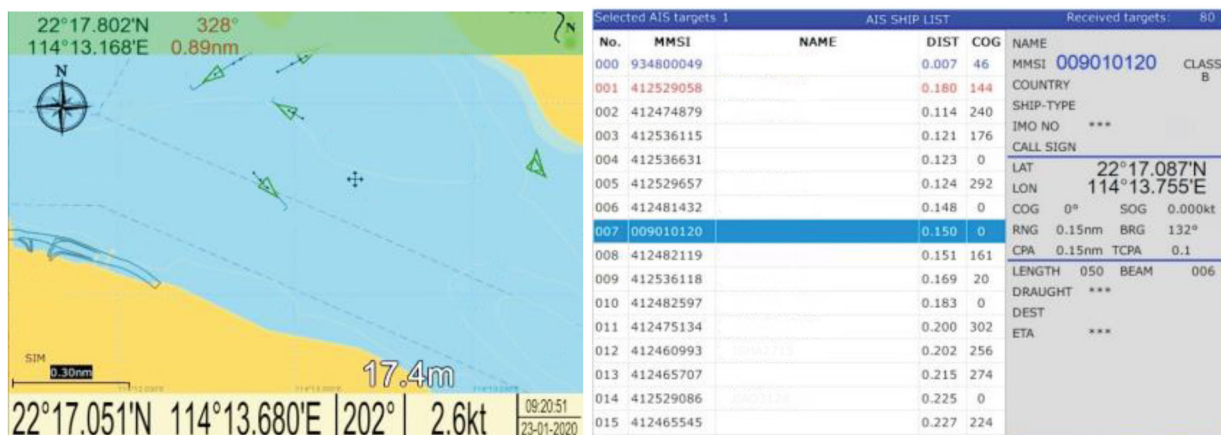 22°17.802'N 328°
114°13.168'E 0.89nm
N
N
SIM
0.30nm
17.4m
22°17.051'N 114°13.680'E 202° 2.6kt 09:20:51
23-01-2020
Selected AIS targets 1 AIS SHIP LIST Received targets: 80
No. MMSI NAME DIST COG
000 934800049 0.007 46
001 412529058 0.180 144
002 412474879 0.114 240
003 412536115 0.121 176
004 412536631 0.123 0
005 412529657 0.124 292
006 412481432 0.148 0
007 009010120 0.150 0
008 412482119 0.151 161
009 412536118 0.169 20
010 412482597 0.183 0
011 412475134 0.200 302
012 412460993 0.202 256
013 412465707 0.215 274
014 412529086 0.225 0
015 412465545 0.227 224
NAME
MMSI 009010120 CLASS B
COUNTRY
SHIP-TYPE
IMO NO ***
CALL SIGN
LAT 22°17.087'N
LON 114°13.755'E
COG 0° SOG 0.000kt
RNG 0.15nm BRG 132°
CPA 0.15nm TCPA 0.1
LENGTH 050 BEAM 006
DRAUGHT ***
DEST
ETA ***